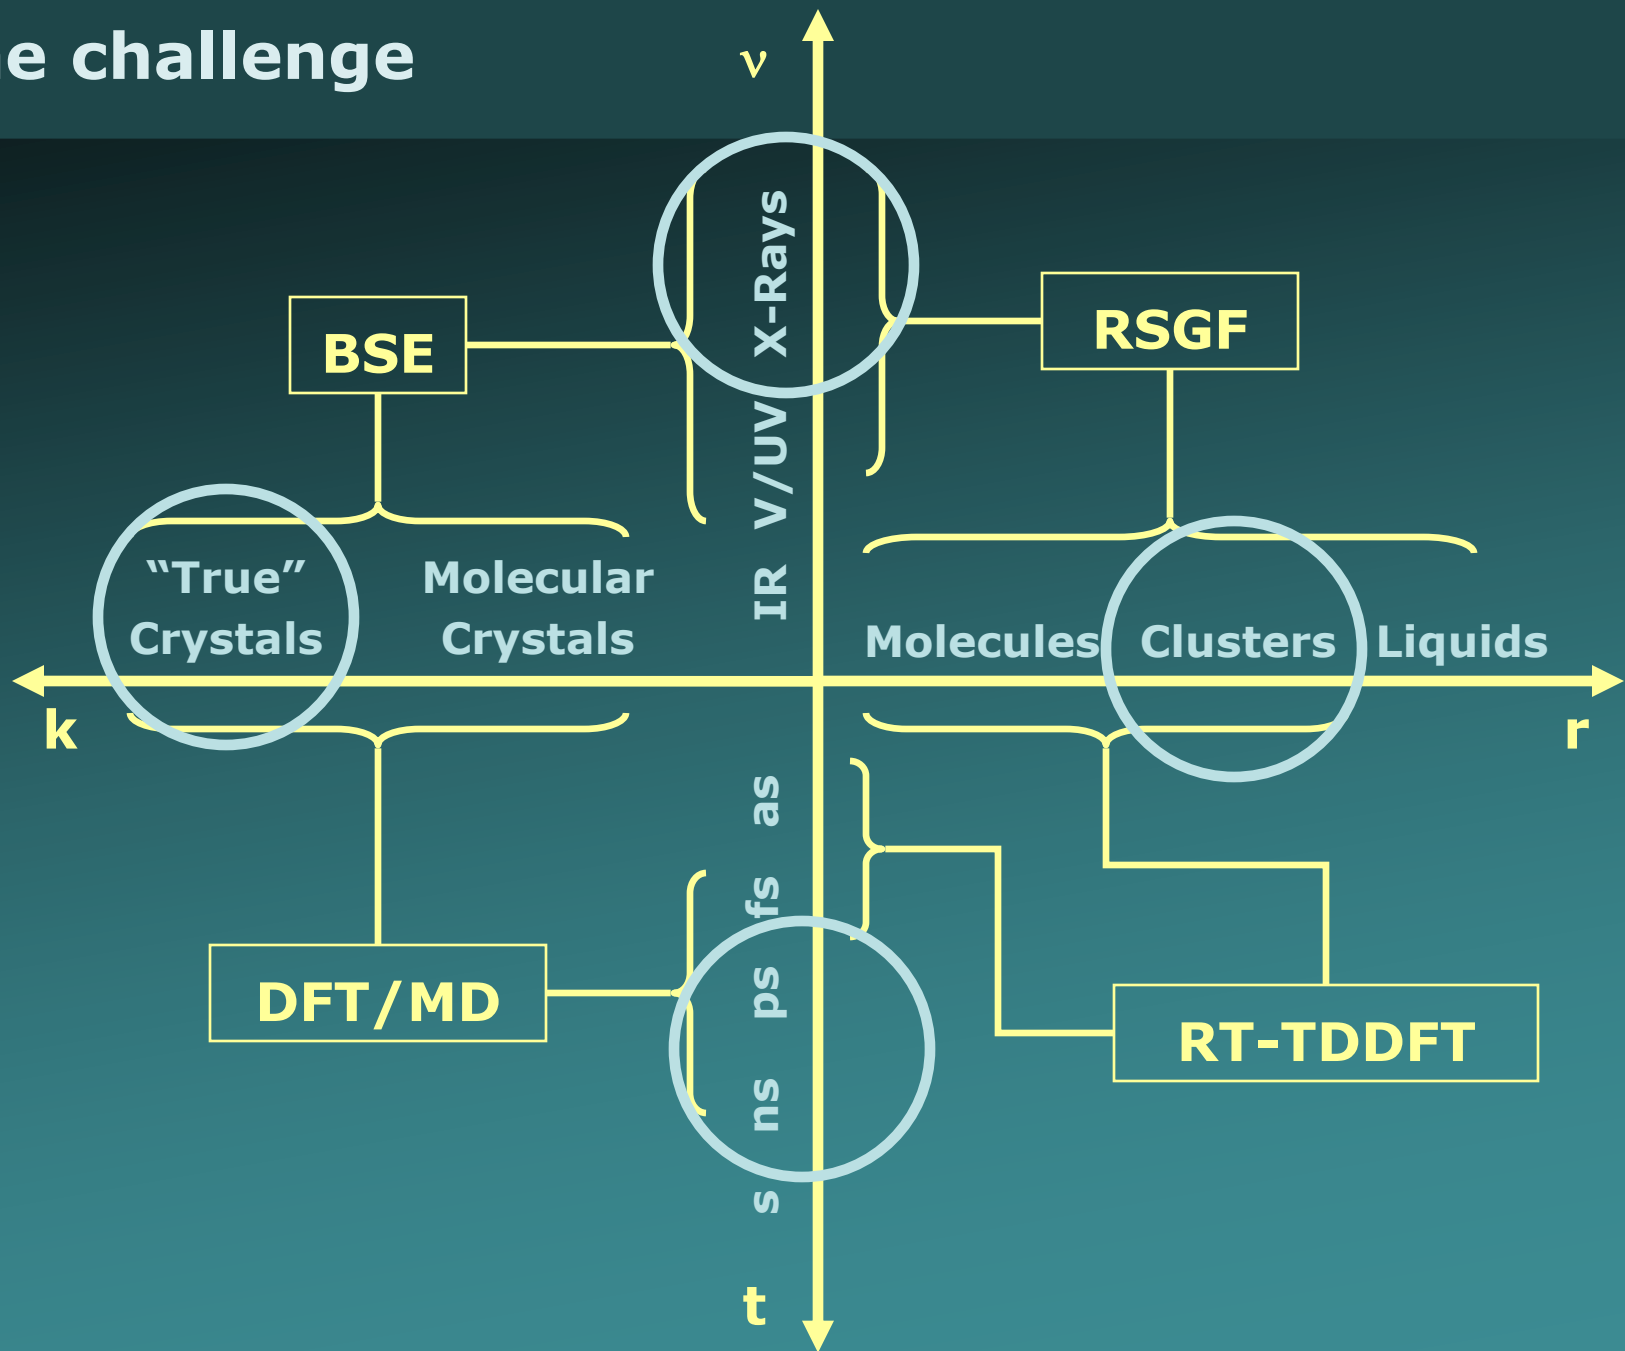 e challenge
ν
X-Rays
RSGF
BSE
V/UV
“True”
Crystals
Molecular
Crystals
IR
Molecules
Clusters
Liquids
k
r
as
fs
ps
DFT/MD
RT-TDDFT
ns
s
t